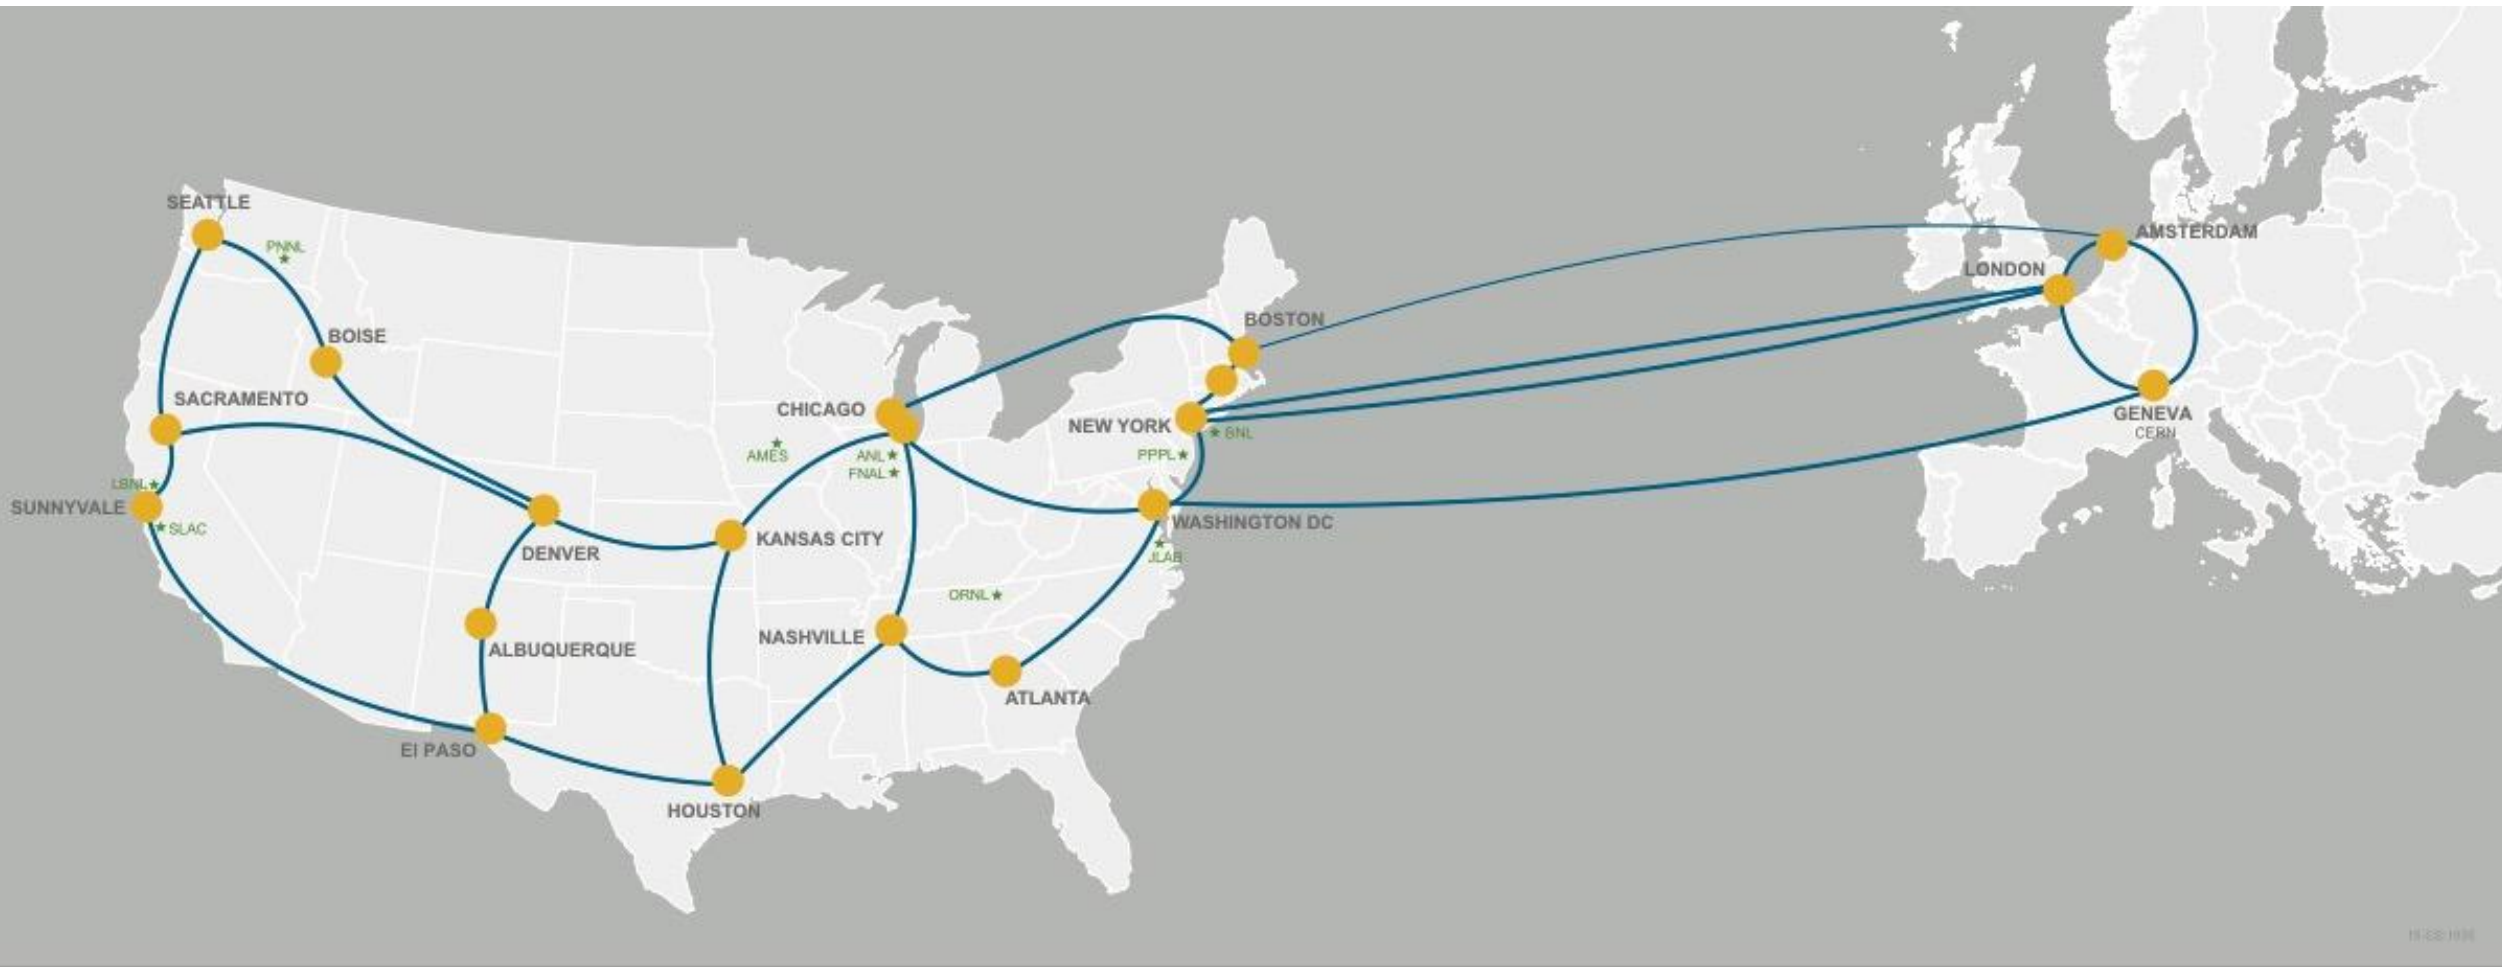 SEATTLE
PNNL
AMSTERDAM
LONDON
BOSTON
BOISE
SACRAMENTO
CHICAGO
NEW YORK
BNL
GENEVA
CERN
AMES
ANL
FNAL
PPPL
LBNL
SUNNYVALE
SLAC
WASHINGTON DC
KANSAS CITY
DENVER
JLAB
ORNL
NASHVILLE
ALBUQUERQUE
ATLANTA
El PASO
HOUSTON